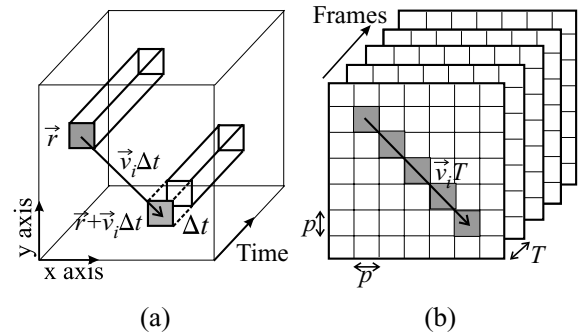 Frames
r⃗
v⃗ᵢΔt
r⃗+v⃗ᵢΔt
Δt
y axis
x axis
Time
v⃗ᵢT
p
p
T
(a)
(b)